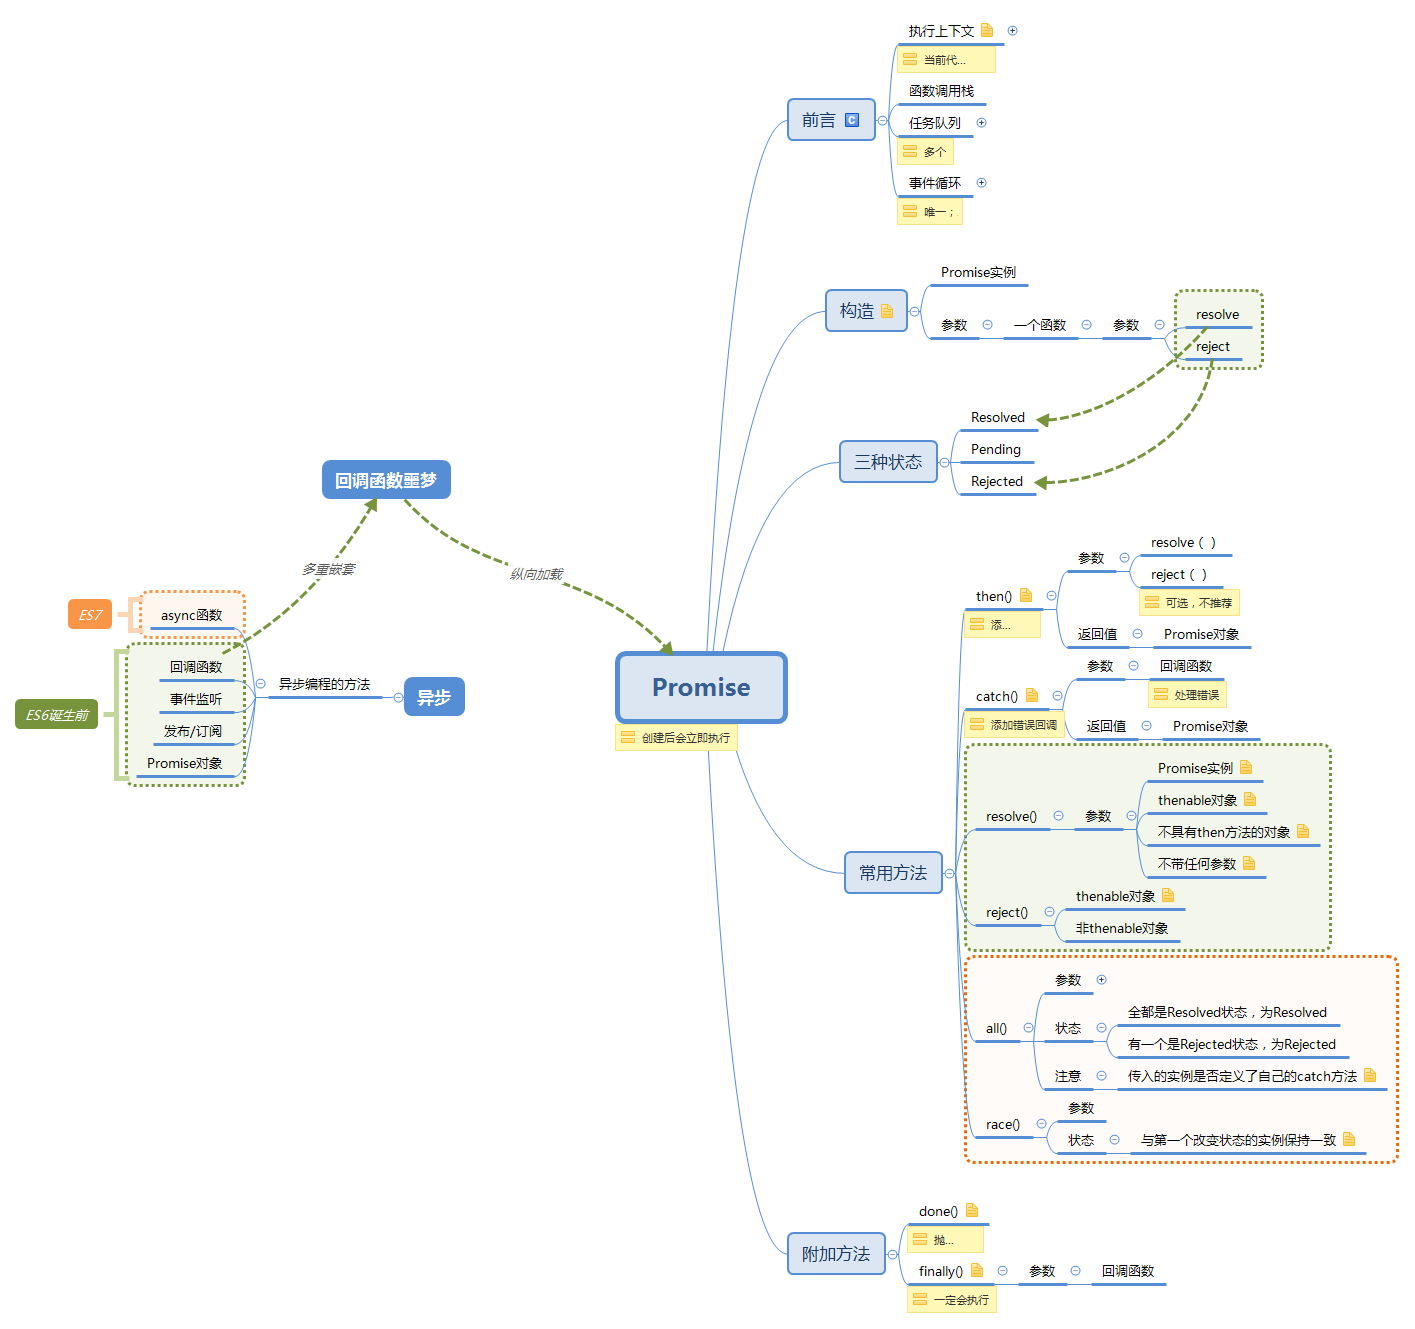 执行上下文
当前代...
函数调用栈
前言
任务队列
多个
事件循环
唯一；
Promise实例
构造
参数
一个函数
参数
resolve
reject
三种状态
Resolved
Pending
Rejected
回调函数噩梦
多重嵌套
纵向加载
ES7
async函数
ES6诞生前
回调函数
事件监听
发布/订阅
Promise对象
异步编程的方法
异步
Promise
创建后会立即执行
常用方法
then()
添...
参数
resolve（ ）
reject（ ）
可选，不推荐
返回值
Promise对象
catch()
添加错误回调
参数
回调函数
处理错误
返回值
Promise对象
resolve()
参数
Promise实例
thenable对象
不具有then方法的对象
不带任何参数
reject()
thenable对象
非thenable对象
all()
参数
状态
全都是Resolved状态，为Resolved
有一个是Rejected状态，为Rejected
注意
传入的实例是否定义了自己的catch方法
race()
参数
状态
与第一个改变状态的实例保持一致
附加方法
done()
抛...
finally()
一定会执行
参数
回调函数